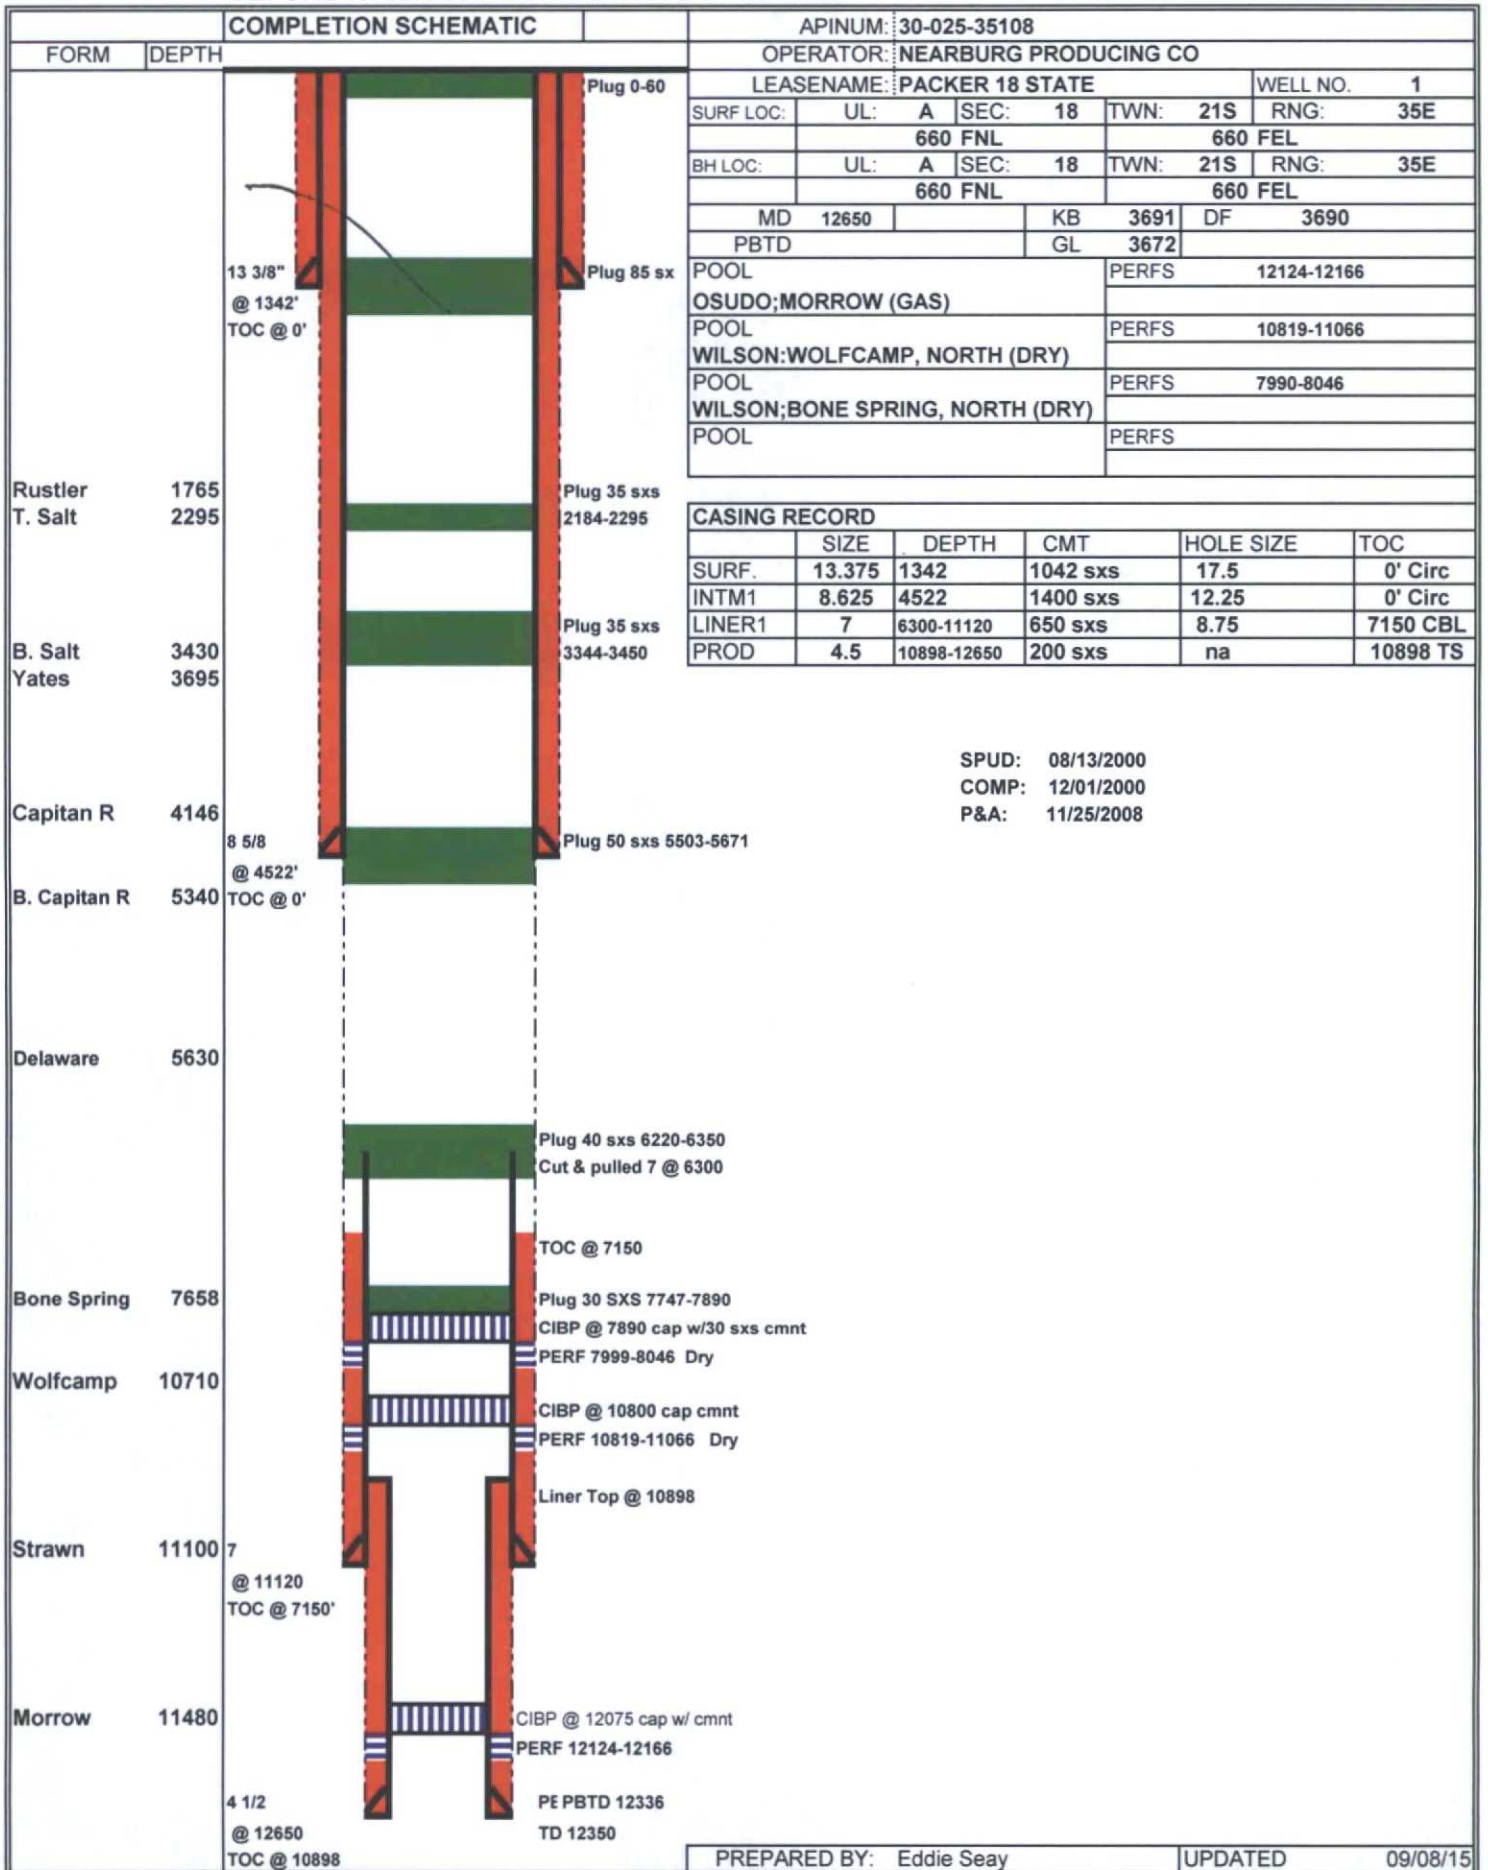 COMPLETION SCHEMATIC
FORM DEPTH
APINUM: 30-025-35108
OPERATOR: NEARBURG PRODUCING CO
LEASENAME: PACKER 18 STATE WELL NO. 1
SURF LOC: UL: A SEC: 18 TWN: 21S RNG: 35E
660 FNL 660 FEL
BH LOC: UL: A SEC: 18 TWN: 21S RNG: 35E
660 FNL 660 FEL
MD 12650 KB 3691 DF 3690
PBTD GL 3672
POOL PERFS 12124-12166
OSUDO;MORROW (GAS)
POOL PERFS 10819-11066
WILSON:WOLFCAMP, NORTH (DRY)
POOL PERFS 7990-8046
WILSON;BONE SPRING, NORTH (DRY)
POOL PERFS
CASING RECORD
SIZE DEPTH CMT HOLE SIZE TOC
SURF. 13.375 1342 1042 sxs 17.5 0' Circ
INTM1 8.625 4522 1400 sxs 12.25 0' Circ
LINER1 7 6300-11120 650 sxs 8.75 7150 CBL
PROD 4.5 10898-12650 200 sxs na 10898 TS
SPUD: 08/13/2000
COMP: 12/01/2000
P&A: 11/25/2008
Plug 0-60
13 3/8" Plug 85 sx
@ 1342'
TOC @ 0'
Rustler 1765 Plug 35 sxs
T. Salt 2295 2184-2295
Plug 35 sxs
B. Salt 3430 3344-3450
Yates 3695
Capitan R 4146
8 5/8 Plug 50 sxs 5503-5671
@ 4522'
B. Capitan R 5340 TOC @ 0'
Delaware 5630
Plug 40 sxs 6220-6350
Cut & pulled 7 @ 6300
TOC @ 7150
Bone Spring 7658 Plug 30 SXS 7747-7890
CIBP @ 7890 cap w/30 sxs cmnt
PERF 7999-8046 Dry
Wolfcamp 10710
CIBP @ 10800 cap cmnt
PERF 10819-11066 Dry
Liner Top @ 10898
Strawn 11100 7
@ 11120
TOC @ 7150'
Morrow 11480 CIBP @ 12075 cap w/ cmnt
PERF 12124-12166
4 1/2 PE PBTD 12336
@ 12650 TD 12350
TOC @ 10898
PREPARED BY: Eddie Seay UPDATED 09/08/15